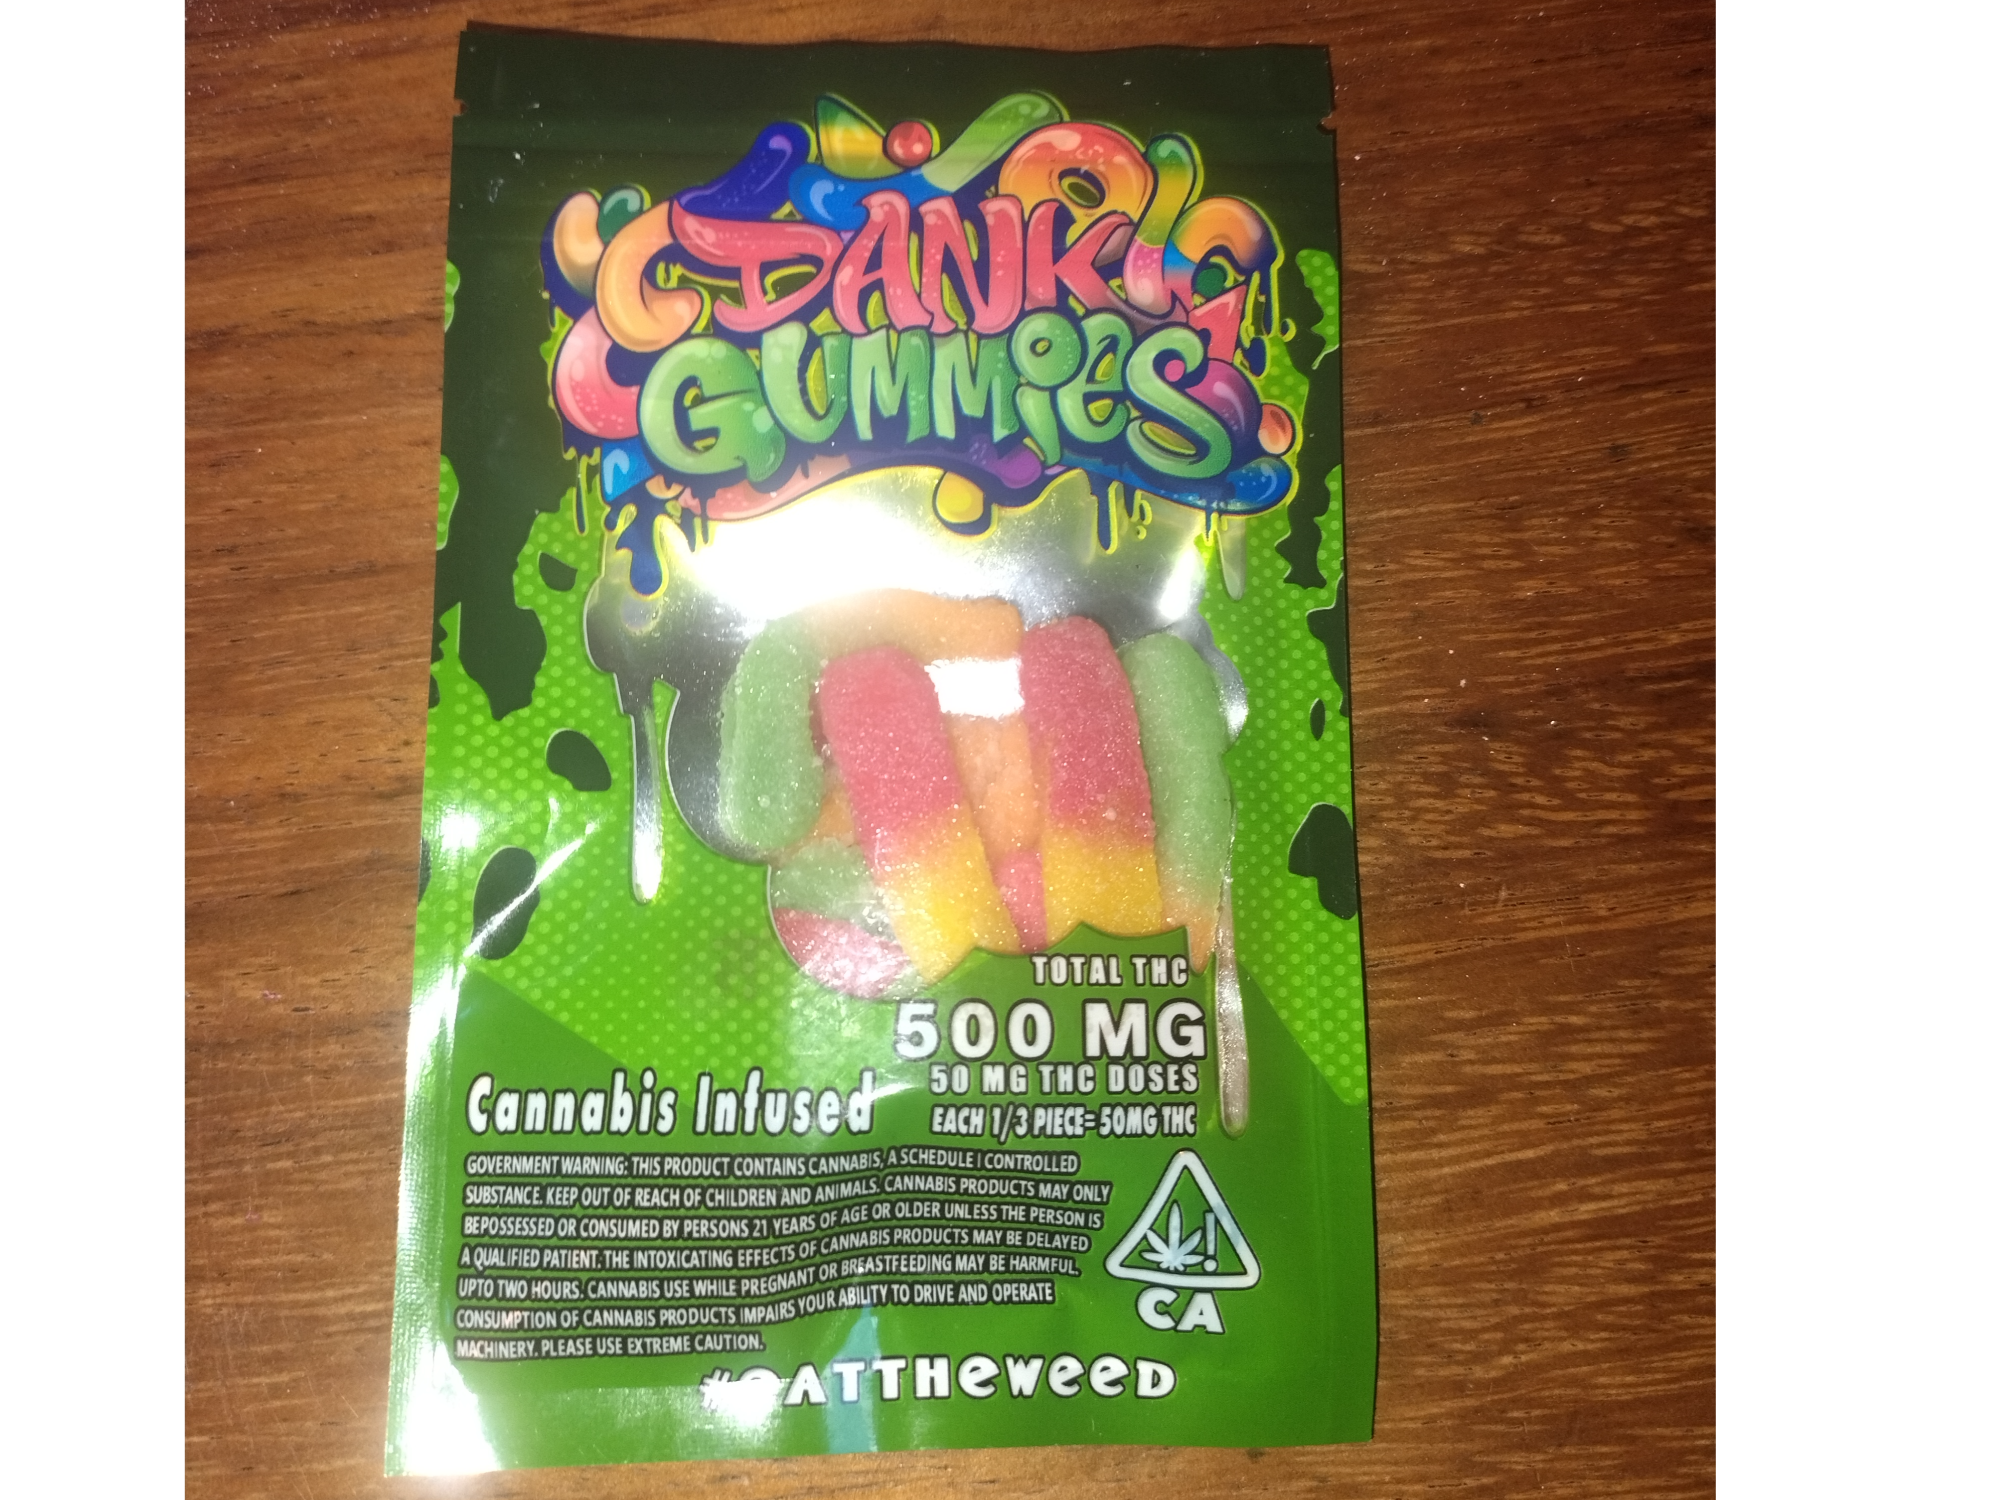 DANK
GUMMIES
TOTAL THC
500 MG
50 MG THC DOSES
EACH 1/3 PIECE=50MG THC
Cannabis Infused
GOVERNMENT WARNING: THIS PRODUCT CONTAINS CANNABIS, A SCHEDULE I CONTROLLED
SUBSTANCE. KEEP OUT OF REACH OF CHILDREN AND ANIMALS. CANNABIS PRODUCTS MAY ONLY
BEPOSSESSED OR CONSUMED BY PERSONS 21 YEARS OF AGE OR OLDER UNLESS THE PERSON IS
A QUALIFIED PATIENT. THE INTOXICATING EFFECTS OF CANNABIS PRODUCTS MAY BE DELAYED
UPTO TWO HOURS. CANNABIS USE WHILE PREGNANT OR BREASTFEEDING MAY BE HARMFUL.
CONSUMPTION OF CANNABIS PRODUCTS IMPAIRS YOUR ABILITY TO DRIVE AND OPERATE
MACHINERY. PLEASE USE EXTREME CAUTION.
CA